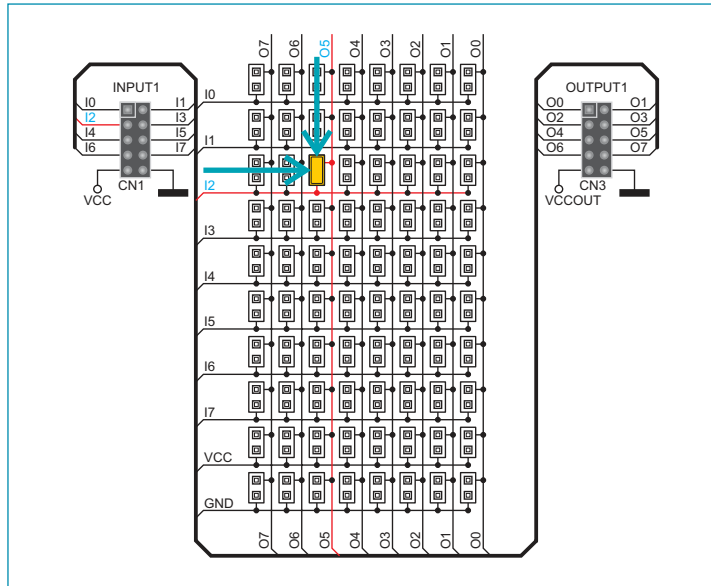 O7 O6 O5 O4 O3 O2 O1 O0
INPUT1
I0 I1
I2 I3
I4 I5
I6 I7
CN1
VCC
OUTPUT1
O0 O1
O2 O3
O4 O5
O6 O7
CN3
VCCOUT
I0
I1
I2
I3
I4
I5
I6
I7
VCC
GND
O7 O6 O5 O4 O3 O2 O1 O0